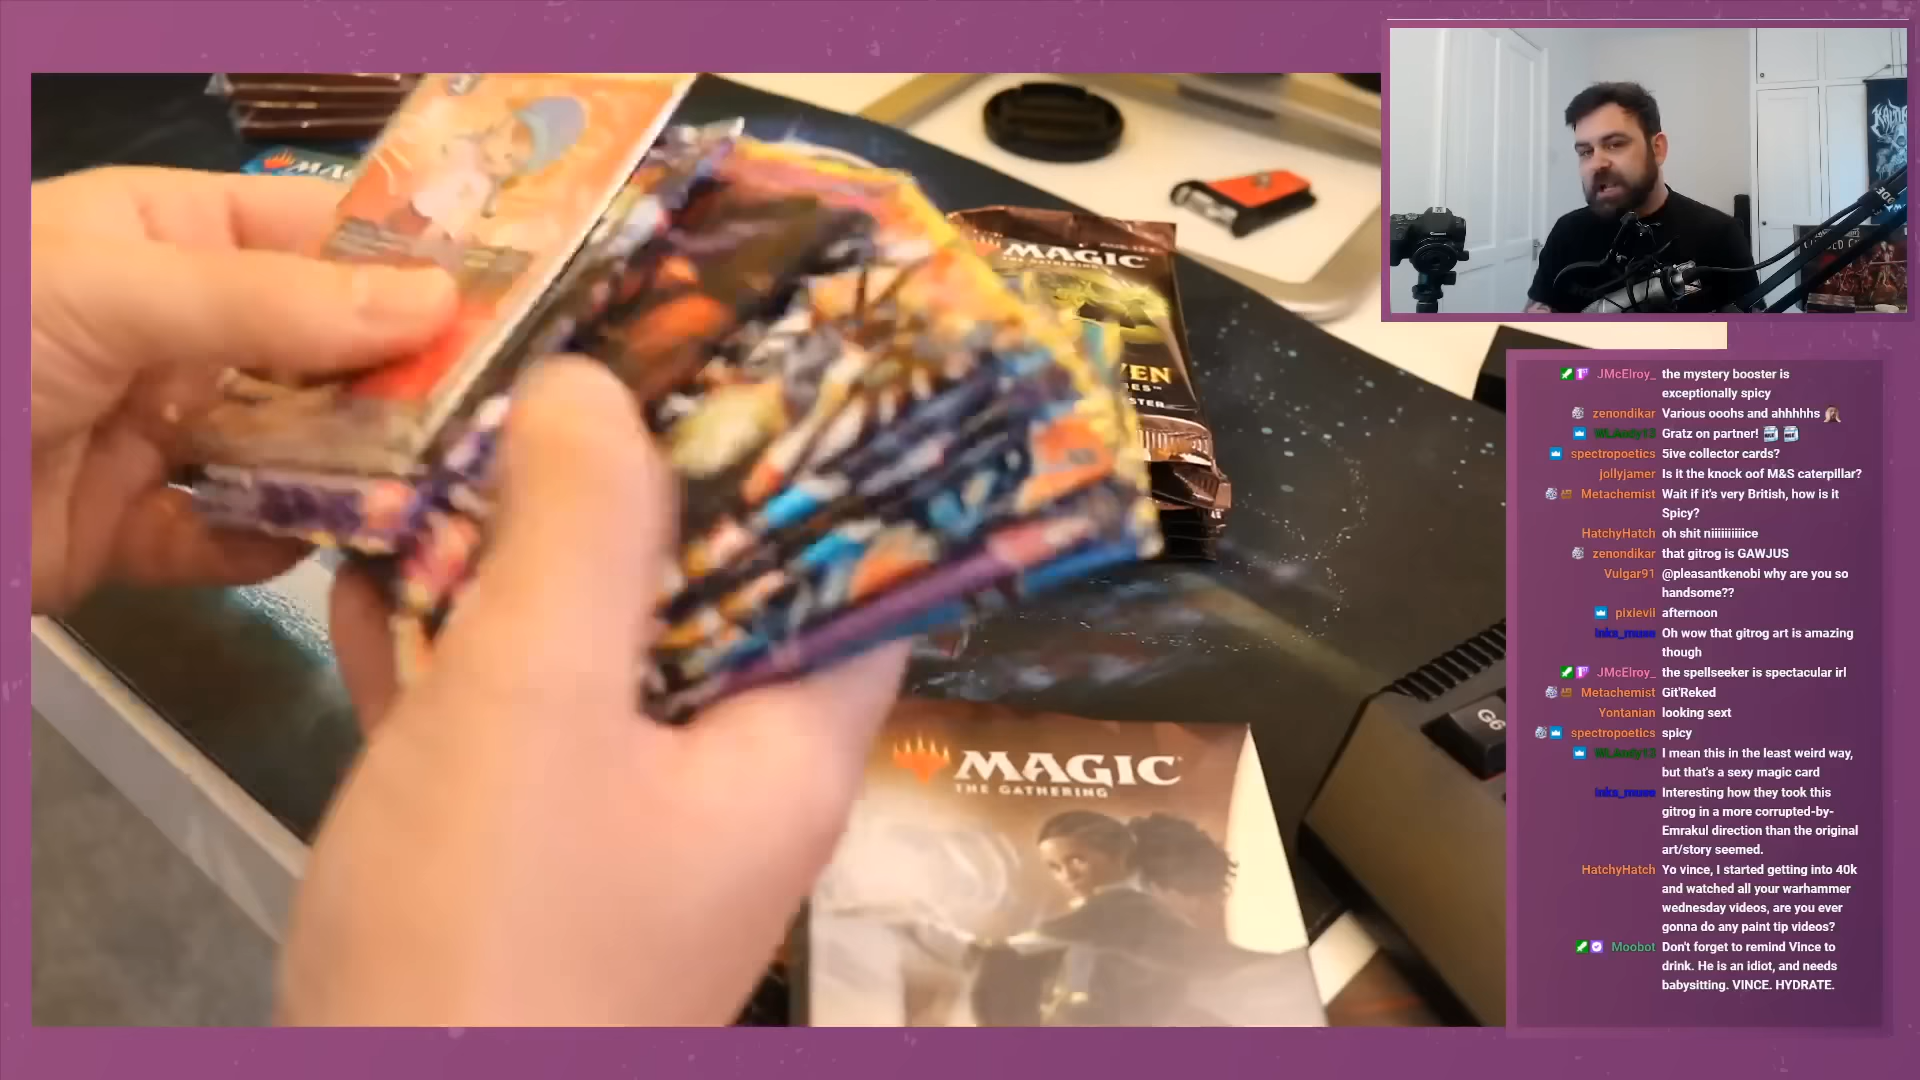 MAGIC
THE GATHERING
VEN
STER
G6
MAGIC
THE GATHERING
JMcElroy_ the mystery booster is
exceptionally spicy
zenondikar Various ooohs and ahhhhhs
Gratz on partner!
spectropoetics 5ive collector cards?
jollyjamer Is it the knock oof M&S caterpillar?
Metachemist Wait if it's very British, how is it
Spicy?
HatchyHatch oh shit niiiiiiiiiice
zenondikar that gitrog is GAWJUS
Vulgar91 @pleasantkenobi why are you so
handsome??
pixievii afternoon
Oh wow that gitrog art is amazing
though
JMcElroy_ the spellseeker is spectacular irl
Metachemist Git'Reked
Yontanian looking sext
spectropoetics spicy
I mean this in the least weird way,
but that's a sexy magic card
Interesting how they took this
gitrog in a more corrupted-by-
Emrakul direction than the original
art/story seemed.
HatchyHatch Yo vince, I started getting into 40k
and watched all your warhammer
wednesday videos, are you ever
gonna do any paint tip videos?
Moobot Don't forget to remind Vince to
drink. He is an idiot, and needs
babysitting. VINCE. HYDRATE.